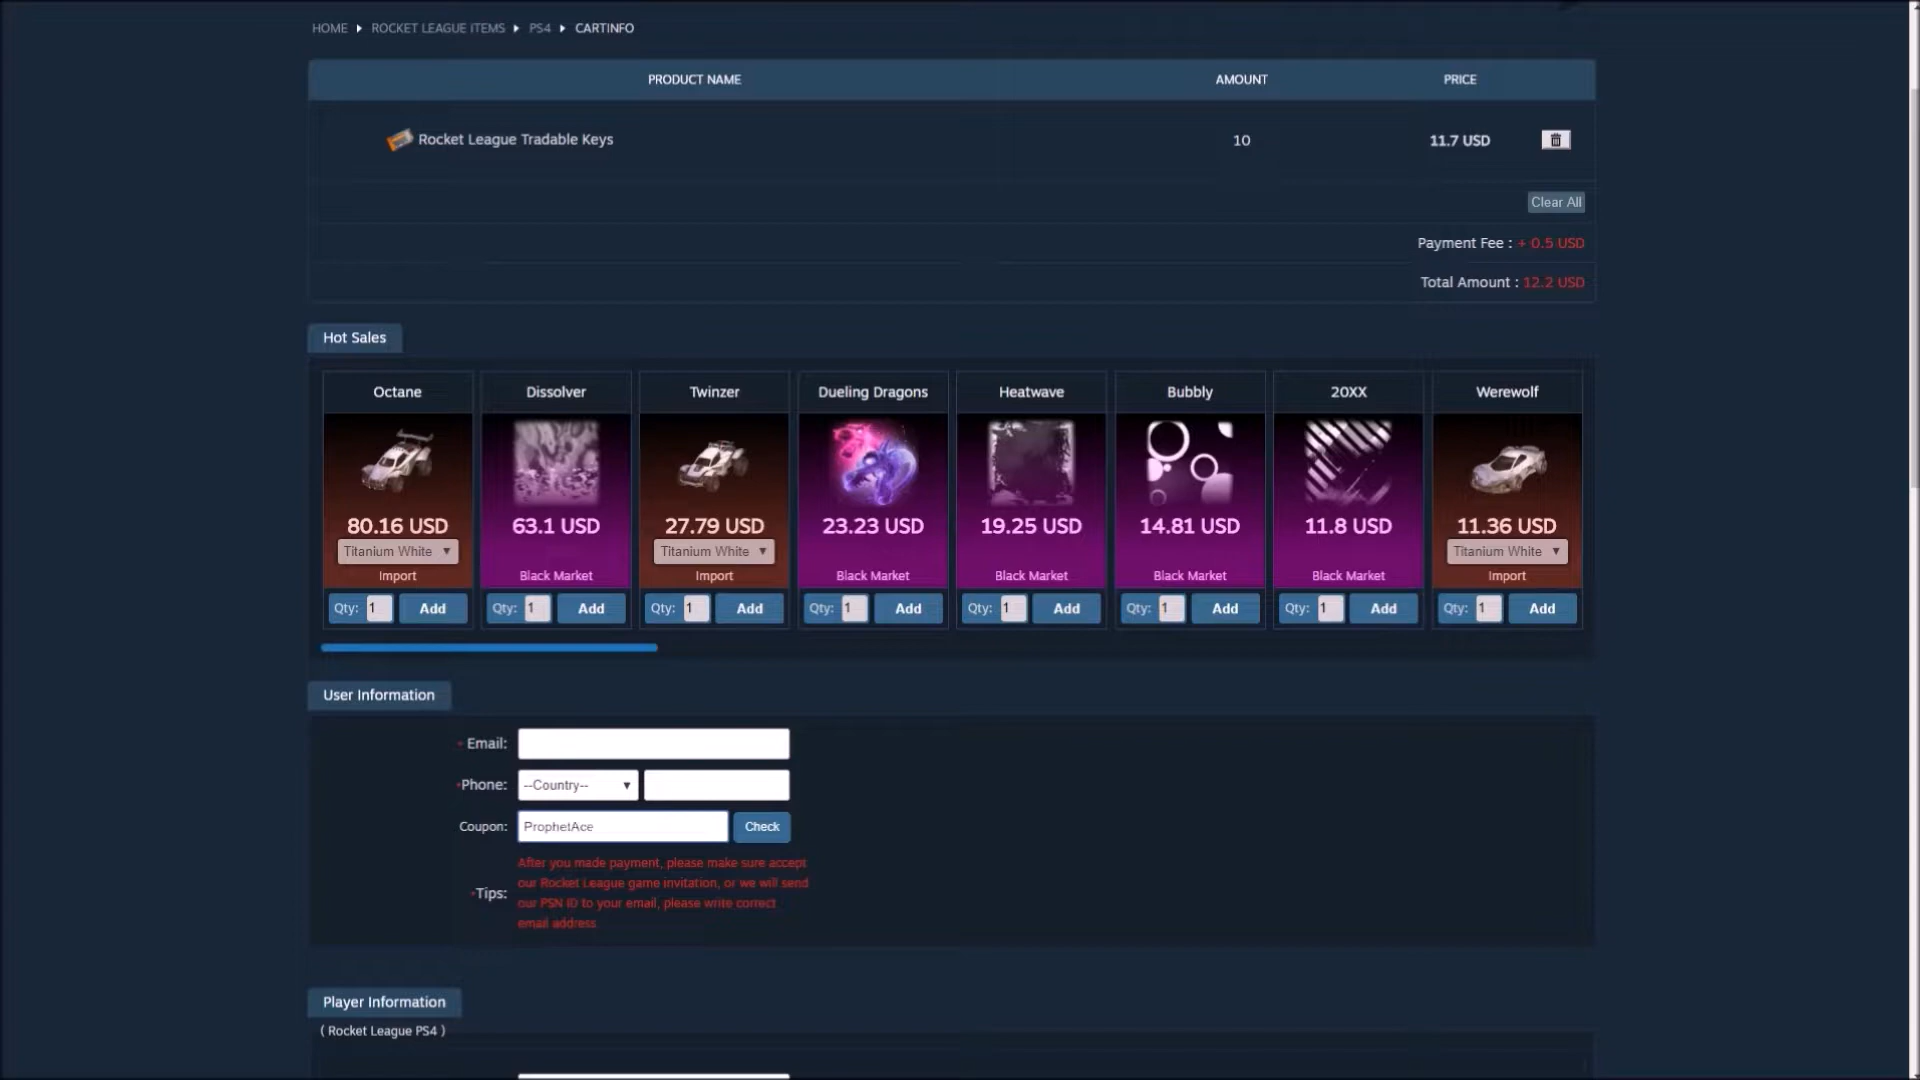 HOME ▸ ROCKET LEAGUE ITEMS ▸ PS4 ▸ CARTINFO
PRODUCT NAME AMOUNT PRICE
Rocket League Tradable Keys 10 11.7 USD
Clear All
Payment Fee : + 0.5 USD
Total Amount : 12.2 USD
Hot Sales
Octane Dissolver Twinzer Dueling Dragons Heatwave Bubbly 20XX Werewolf
80.16 USD 63.1 USD 27.79 USD 23.23 USD 19.25 USD 14.81 USD 11.8 USD 11.36 USD
Titanium White Titanium White Titanium White
Import Black Market Import Black Market Black Market Black Market Black Market Import
Qty: 1 Add Qty: 1 Add Qty: 1 Add Qty: 1 Add Qty: 1 Add Qty: 1 Add Qty: 1 Add Qty: 1 Add
User Information
* Email:
*Phone: --Country--
Coupon: ProphetAce Check
*Tips: After you made payment, please make sure accept
our Rocket League game invitation, or we will send
our PSN ID to your email, please write correct
email address
Player Information
( Rocket League PS4 )